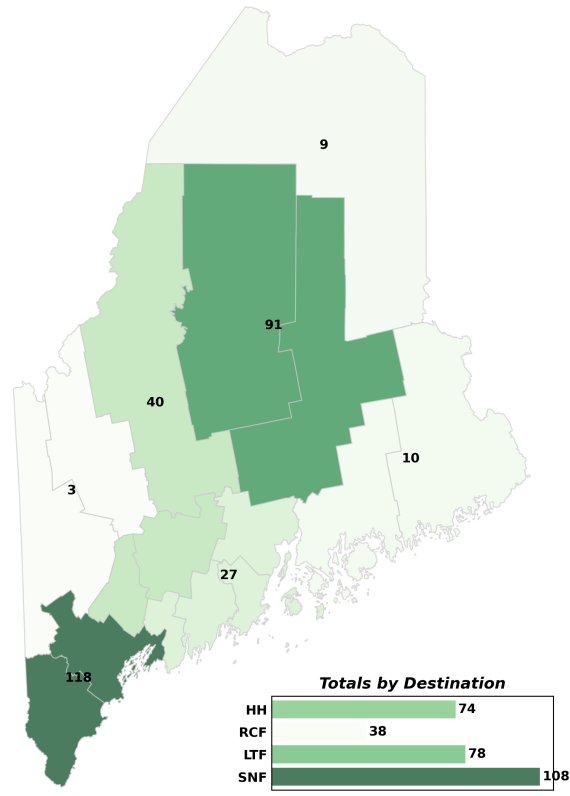 9
91
40
10
3
27
118
Totals by Destination
HH 74
RCF 38
LTF 78
SNF 108